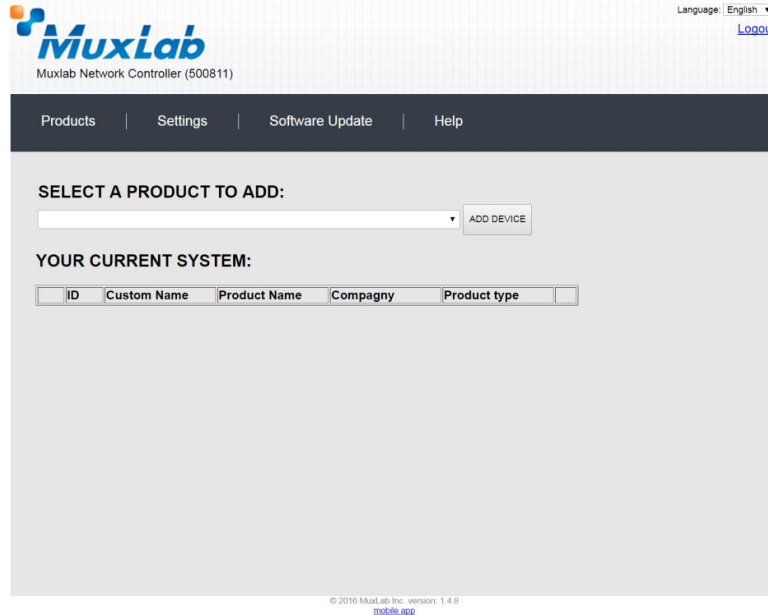 Language: English
Logou
MuxLab
Muxlab Network Controller (500811)
Products | Settings | Software Update | Help
SELECT A PRODUCT TO ADD:
ADD DEVICE
YOUR CURRENT SYSTEM:
ID Custom Name Product Name Compagny Product type
© 2016 MuxLab Inc. version: 1.4.8
mobile app